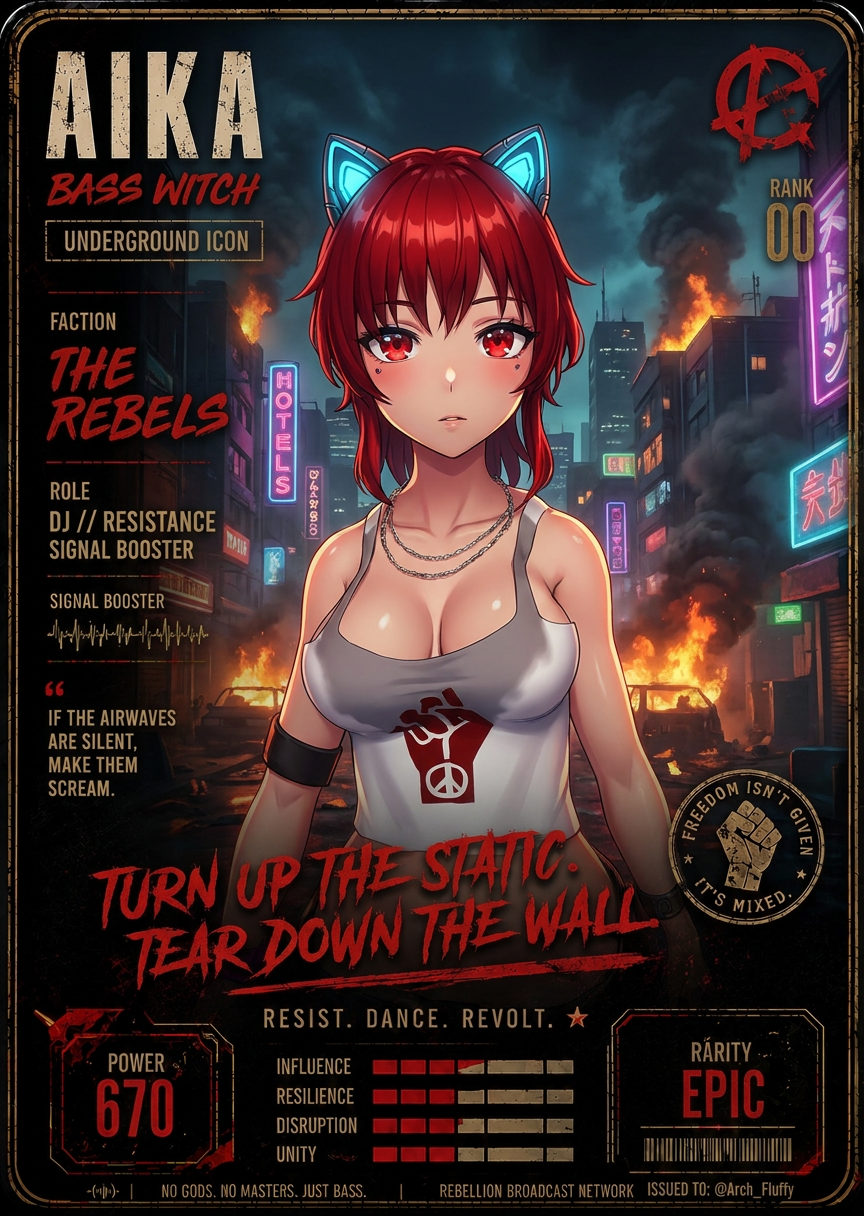 AIKA
BASS WITCH
UNDERGROUND ICON
RANK
00
FACTION
THE
REBELS
ROLE
DJ // RESISTANCE
SIGNAL BOOSTER
SIGNAL BOOSTER
“
IF THE AIRWAVES
ARE SILENT,
MAKE THEM
SCREAM.
HOTELS
FREEDOM ISN'T GIVEN
★ IT'S MIXED. ★
TURN UP THE STATIC.
TEAR DOWN THE WALL
RESIST. DANCE. REVOLT. ★
POWER
670
INFLUENCE
RESILIENCE
DISRUPTION
UNITY
RÁRITY
EPIC
NO GODS. NO MASTERS. JUST BASS. | REBELLION BROADCAST NETWORK ISSUED TO: @Arch_Fluffy